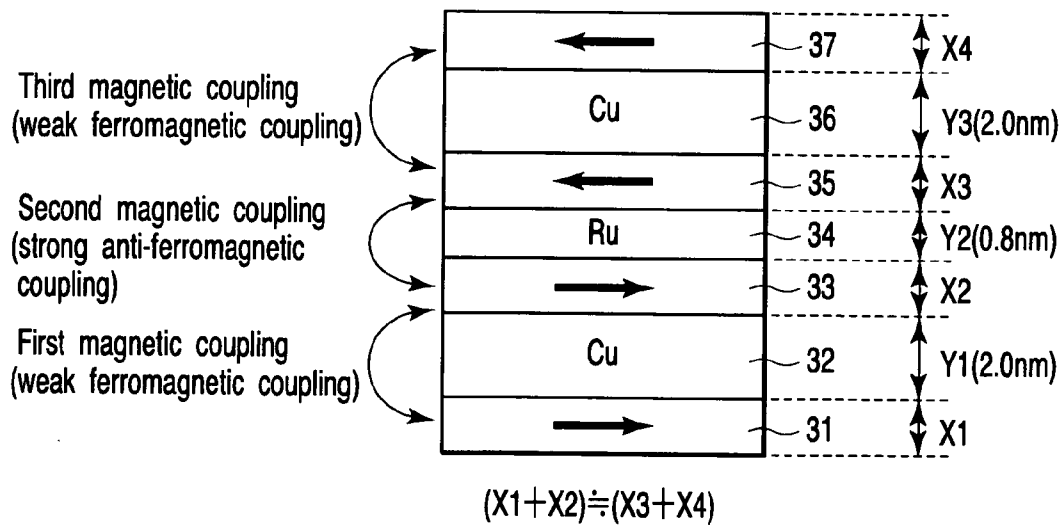 37
X4
Third magnetic coupling
(weak ferromagnetic coupling)
Cu
36
Y3(2.0nm)
35
X3
Second magnetic coupling
(strong anti-ferromagnetic
coupling)
Ru
34
Y2(0.8nm)
33
X2
First magnetic coupling
(weak ferromagnetic coupling)
Cu
32
Y1(2.0nm)
31
X1
(X1+X2)≒(X3+X4)